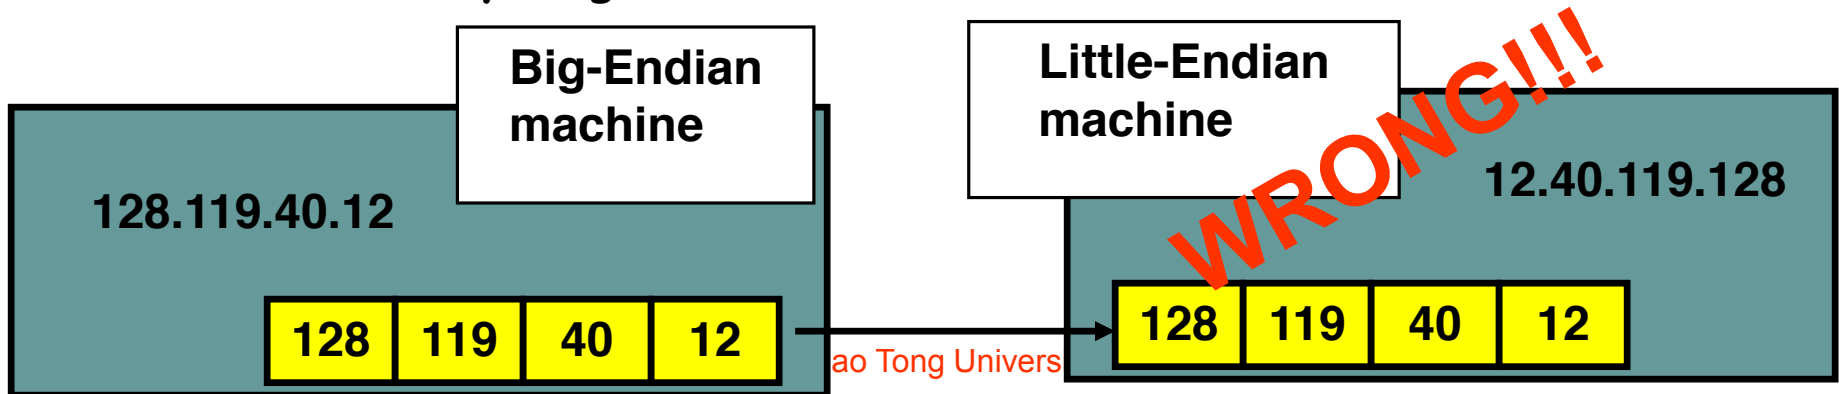 Big-Endian
machine
128.119.40.12
128 119 40 12
ao Tong Univers
Little-Endian
machine
WRONG!!!
12.40.119.128
128 119 40 12